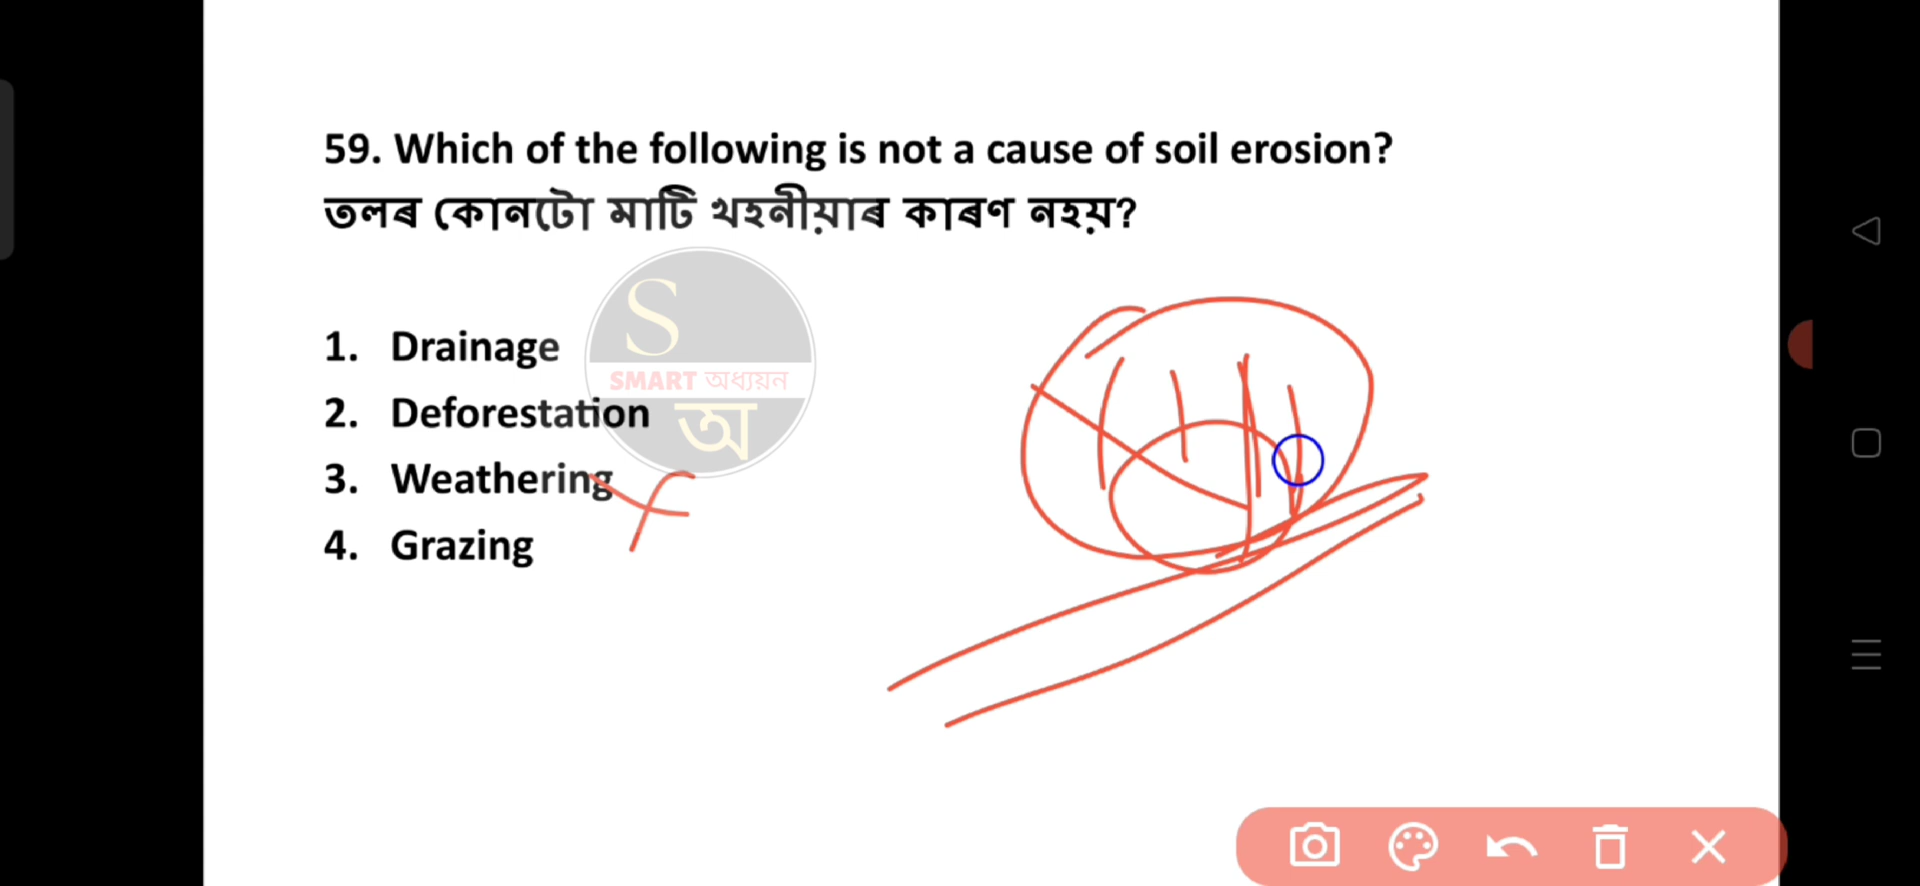 59. Which of the following is not a cause of soil erosion?
তলৰ কোনটো মাটি খহনীয়াৰ কাৰণ নহয়?
S
SMART অধ্যয়ন
অ
1. Drainage
2. Deforestation
3. Weathering
4. Grazing